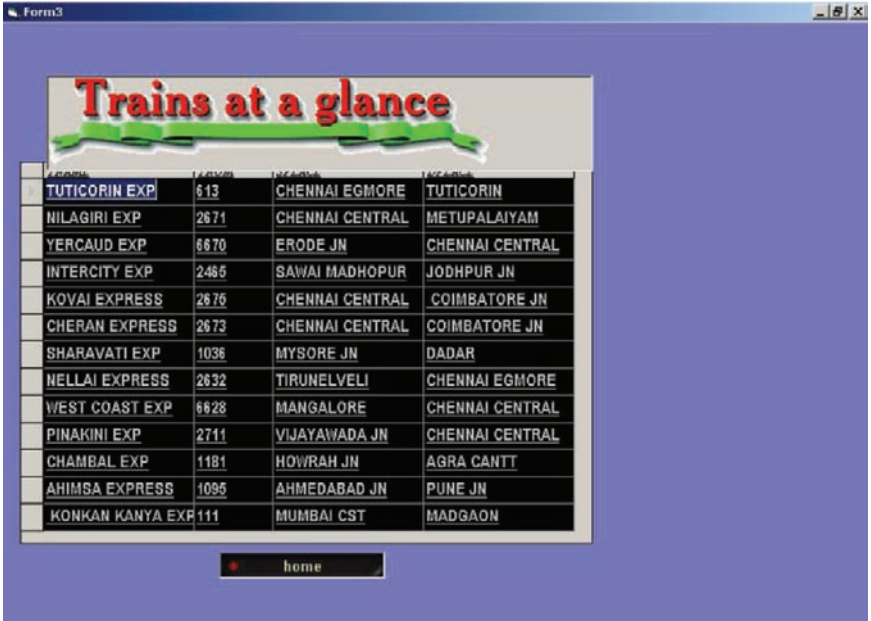 Form3
Trains at a glance
TUTICORIN EXP 613 CHENNAI EGMORE TUTICORIN
NILAGIRI EXP 2671 CHENNAI CENTRAL METUPALAIYAM
YERCAUD EXP 6670 ERODE JN CHENNAI CENTRAL
INTERCITY EXP 2465 SAWAI MADHOPUR JODHPUR JN
KOVAI EXPRESS 2675 CHENNAI CENTRAL COIMBATORE JN
CHERAN EXPRESS 2673 CHENNAI CENTRAL COIMBATORE JN
SHARAVATI EXP 1036 MYSORE JN DADAR
NELLAI EXPRESS 2632 TIRUNELVELI CHENNAI EGMORE
WEST COAST EXP 6628 MANGALORE CHENNAI CENTRAL
PINAKINI EXP 2711 VIJAYAWADA JN CHENNAI CENTRAL
CHAMBAL EXP 1181 HOWRAH JN AGRA CANTT
AHIMSA EXPRESS 1095 AHMEDABAD JN PUNE JN
KONKAN KANYA EXP 111 MUMBAI CST MADGAON
home